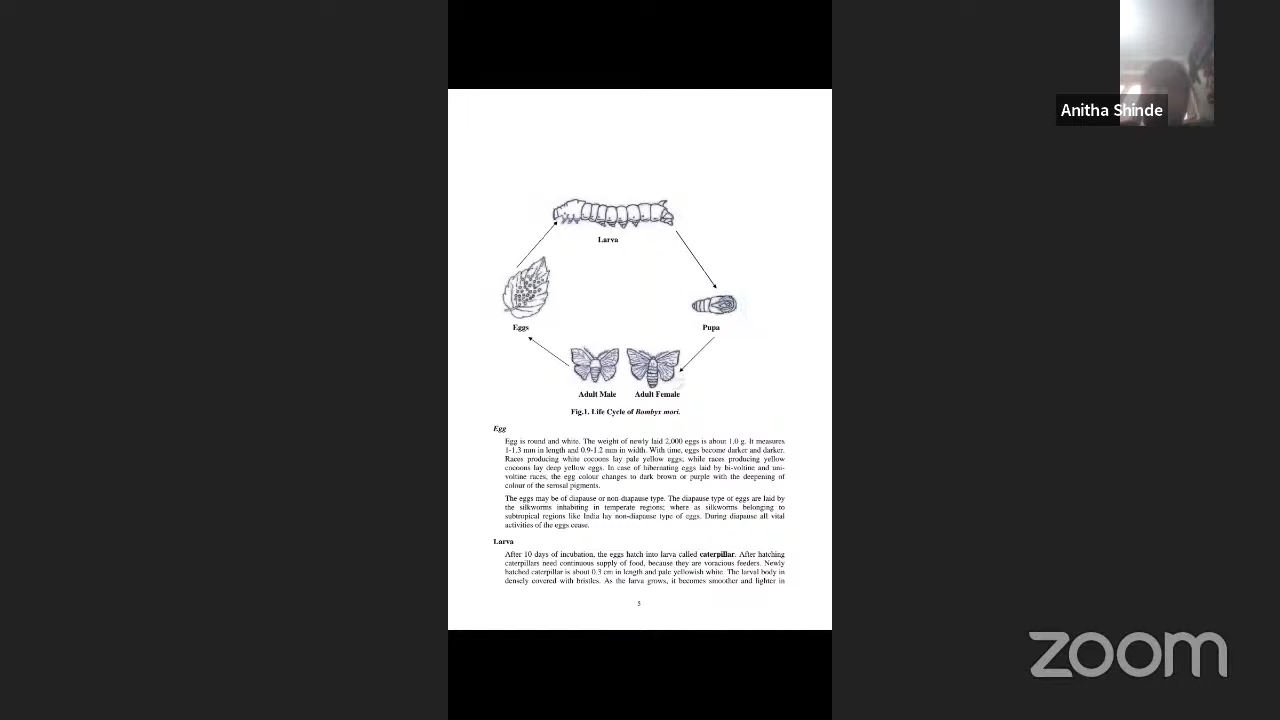 Anitha Shinde
Larva
Eggs
Pupa
Adult Male Adult Female
Fig.1. Life Cycle of Bombyx mori.
Egg
Egg is round and white. The weight of newly laid 2,000 eggs is about 1.0 g. It measures
1-1.3 mm in length and 0.9-1.2 mm in width. With time, eggs become darker and darker.
Races producing white cocoons lay pale yellow eggs; while races producing yellow
cocoons lay deep yellow eggs. In case of hibernating eggs laid by bi-voltine and uni-
voltine races, the egg colour changes to dark brown or purple with the deepening of
colour of the serosal pigments.
The eggs may be of diapause or non-diapause type. The diapause type of eggs are laid by
the silkworms inhabiting in temperate regions; where as silkworms belonging to
subtropical regions like India lay non-diapause type of eggs. During diapause all vital
activities of the eggs cease.
Larva
After 10 days of incubation, the eggs hatch into larva called caterpillar. After hatching
caterpillars need continuous supply of food, because they are voracious feeders. Newly
hatched caterpillar is about 0.3 cm in length and pale yellowish white. The larval body in
densely covered with bristles. As the larva grows, it becomes smoother and lighter in
5
zoom